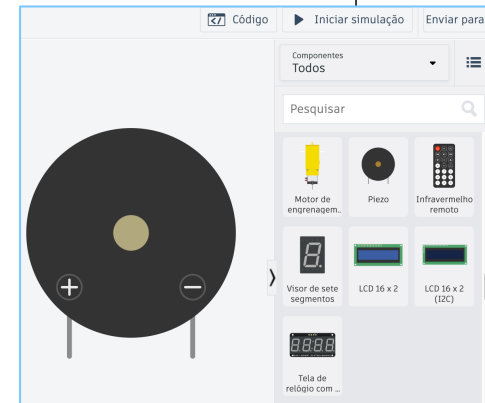 Código
Iniciar simulação
Enviar para
Componentes
Todos
Pesquisar
Motor de
engrenagem..
Piezo
Infravermelho
remoto
Visor de sete
segmentos
LCD 16 x 2
LCD 16 x 2
(I2C)
Tela de
relógio com ...